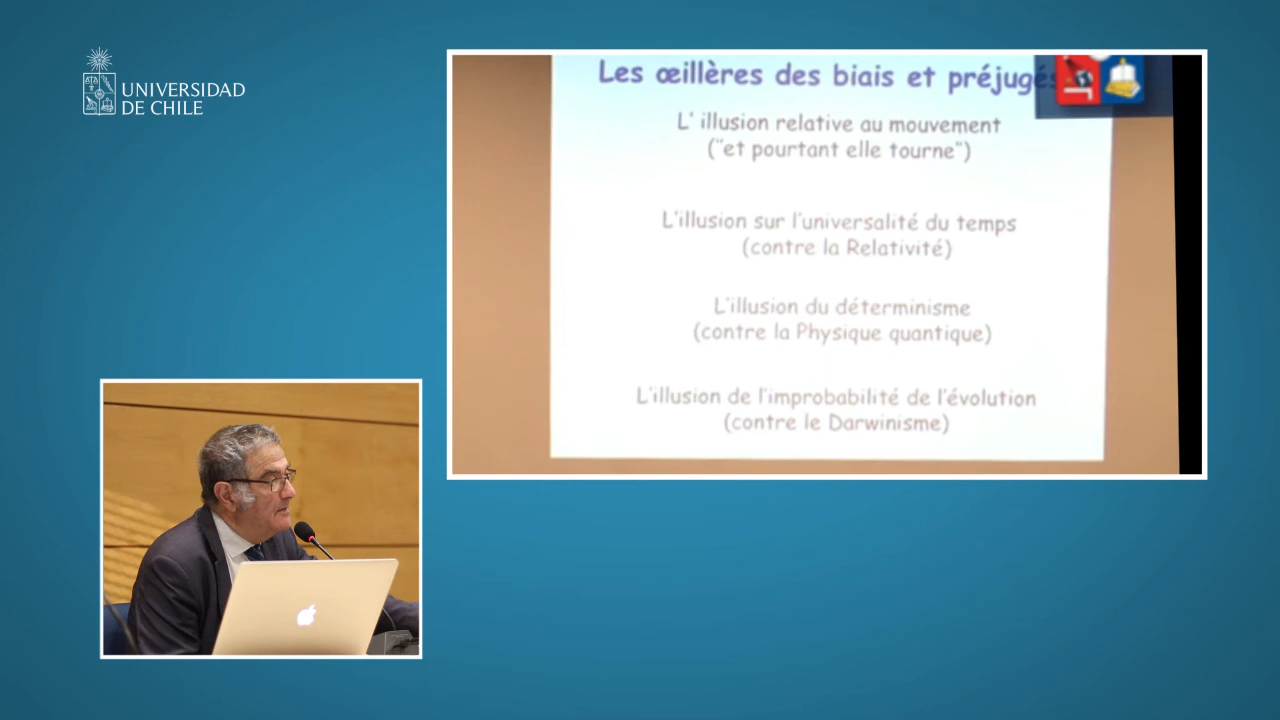 UNIVERSIDAD
DE CHILE
Les œillères des biais et préjugés
L' illusion relative au mouvement
("et pourtant elle tourne")
L'illusion sur l'universalité du temps
(contre la Relativité)
L'illusion du déterminisme
(contre la Physique quantique)
L'illusion de l'improbabilité de l'évolution
(contre le Darwinisme)